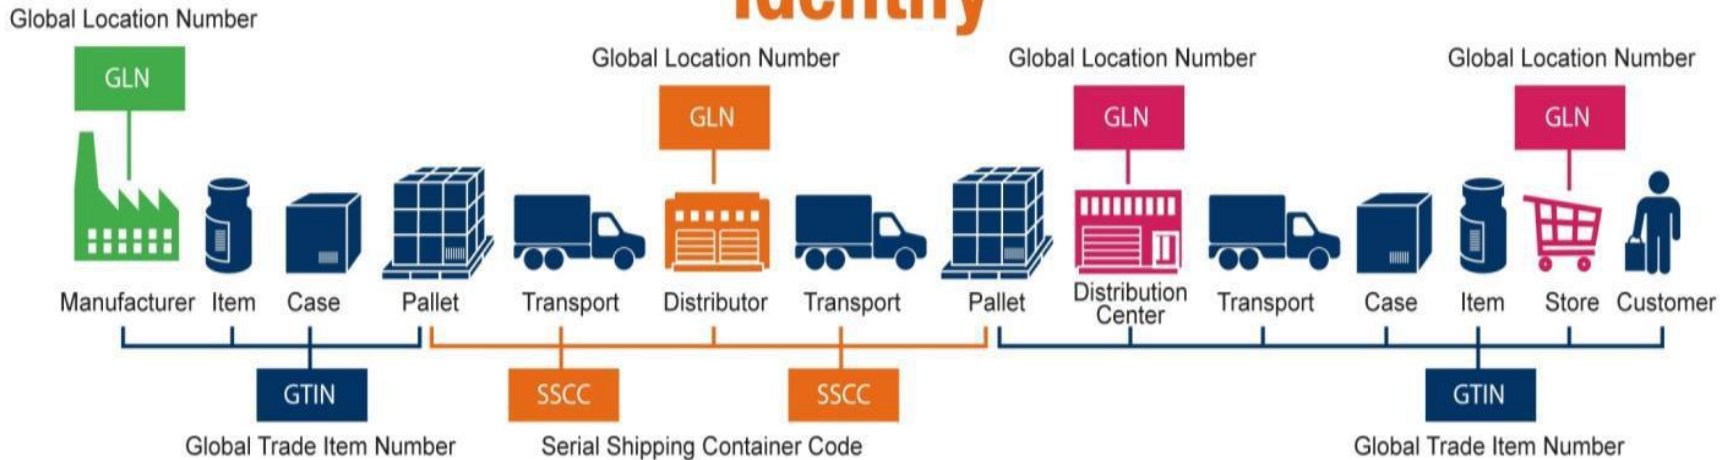 Identify
Global Location Number
Global Location Number
Global Location Number
Global Location Number
GLN
GLN
GLN
GLN
Manufacturer
Item
Case
Pallet
Transport
Distributor
Transport
Pallet
Distribution
Center
Transport
Case
Item
Store
Customer
GTIN
SSCC
SSCC
GTIN
Global Trade Item Number
Serial Shipping Container Code
Global Trade Item Number